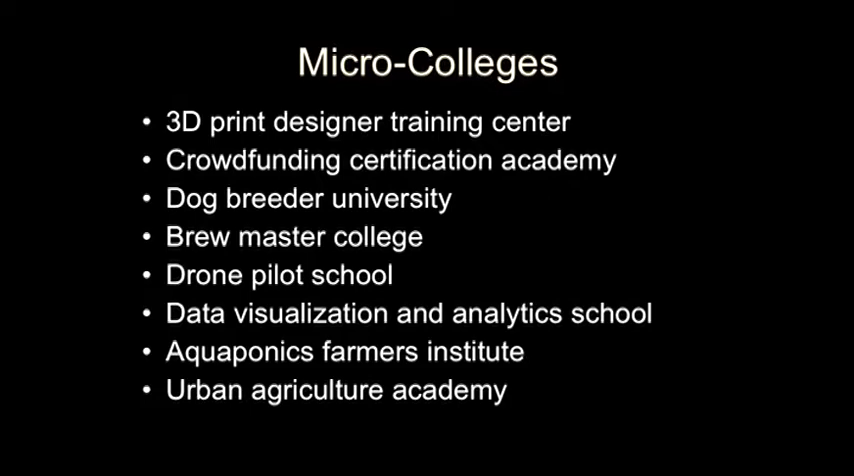 Micro-Colleges
• 3D print designer training center
• Crowdfunding certification academy
• Dog breeder university
• Brew master college
• Drone pilot school
• Data visualization and analytics school
• Aquaponics farmers institute
• Urban agriculture academy